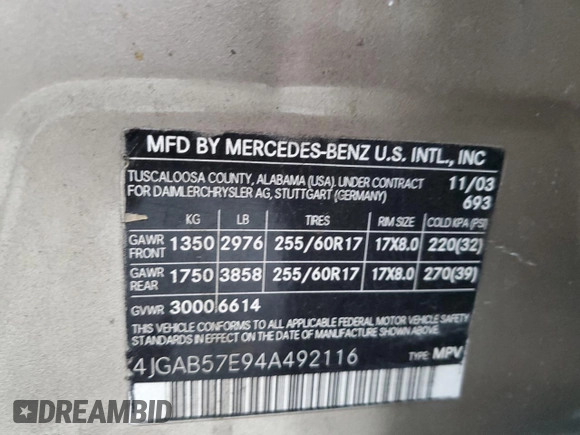 MFD BY MERCEDES-BENZ U.S. INTL., INC
TUSCALOOSA COUNTY, ALABAMA (USA). UNDER CONTRACT 11/03
FOR DAIMLERCHRYSLER AG, STUTTGART (GERMANY) 693
KG LB TIRES RIM SIZE COLD KPA (PSI)
GAWR FRONT 1350 2976 255/60R17 17X8.0 220(32)
GAWR REAR 1750 3858 255/60R17 17X8.0 270(39)
GVWR 3000 6614
THIS VEHICLE CONFORMS TO ALL APPLICABLE FEDERAL MOTOR VEHICLE SAFETY
STANDARDS IN EFFECT ON THE DATE OF MANUFACTURE SHOWN ABOVE.
4JGAB57E94A492116 TYPE: MPV
DREAMBID